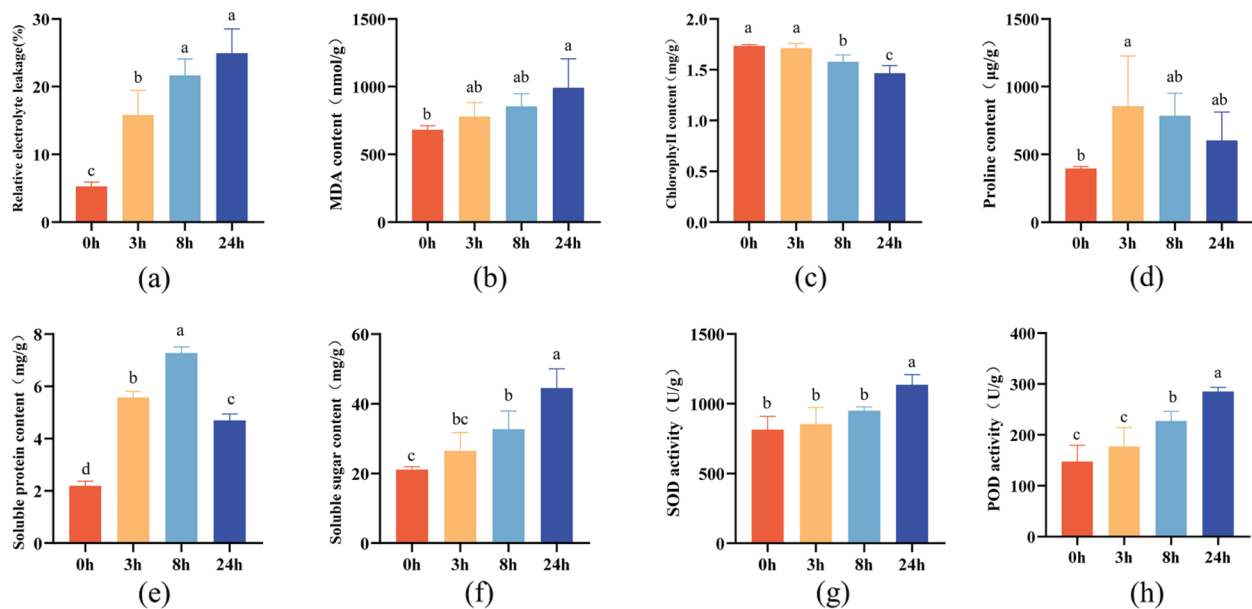 Relative electrolyte leakage(%)
30
20
10
0
c
b
a
a
0h 3h 8h 24h
(a)
MDA content（nmol/g）
1500
1000
500
0
b
ab
ab
a
0h 3h 8h 24h
(b)
ChlorophyII content（mg/g）
2.0
1.5
1.0
0.5
0.0
a
a
b
c
0h 3h 8h 24h
(c)
Proline content（μg/g）
1500
1000
500
0
b
a
ab
ab
0h 3h 8h 24h
(d)
Soluble protein content（mg/g）
8
6
4
2
0
d
b
a
c
0h 3h 8h 24h
(e)
Soluble sugar content（mg/g）
60
40
20
0
c
bc
b
a
0h 3h 8h 24h
(f)
SOD activity（U/g）
1500
1000
500
0
b
b
b
a
0h 3h 8h 24h
(g)
POD activity（U/g）
400
300
200
100
0
c
c
b
a
0h 3h 8h 24h
(h)